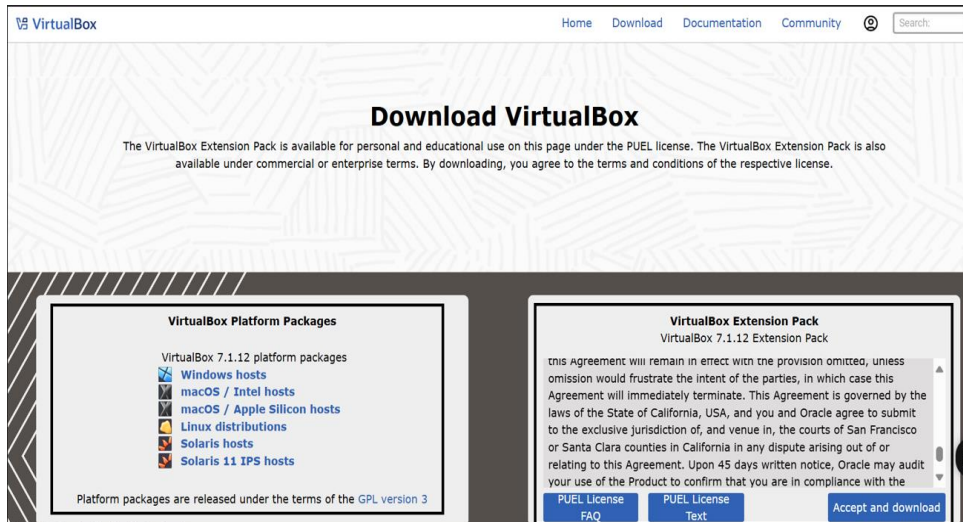 VirtualBox
Home Download Documentation Community Search:
Download VirtualBox
The VirtualBox Extension Pack is available for personal and educational use on this page under the PUEL license. The VirtualBox Extension Pack is also
available under commercial or enterprise terms. By downloading, you agree to the terms and conditions of the respective license.
VirtualBox Platform Packages
VirtualBox 7.1.12 platform packages
Windows hosts
macOS / Intel hosts
macOS / Apple Silicon hosts
Linux distributions
Solaris hosts
Solaris 11 IPS hosts
Platform packages are released under the terms of the GPL version 3
VirtualBox Extension Pack
VirtualBox 7.1.12 Extension Pack
this Agreement will remain in effect with the provision omitted, unless
omission would frustrate the intent of the parties, in which case this
Agreement will immediately terminate. This Agreement is governed by the
laws of the State of California, USA, and you and Oracle agree to submit
to the exclusive jurisdiction of, and venue in, the courts of San Francisco
or Santa Clara counties in California in any dispute arising out of or
relating to this Agreement. Upon 45 days written notice, Oracle may audit
your use of the Product to confirm that you are in compliance with the
PUEL License
FAQ
PUEL License
Text
Accept and download